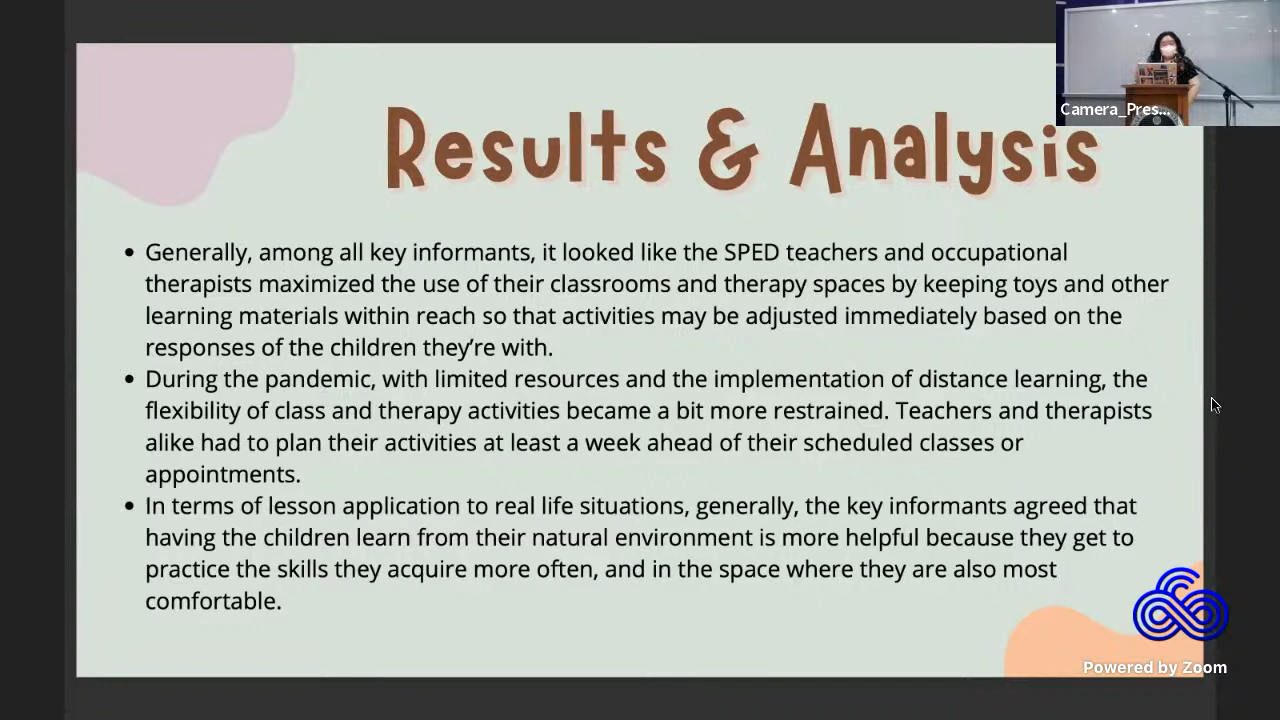 Camera_Pres...
Results & Analysis
• Generally, among all key informants, it looked like the SPED teachers and occupational
therapists maximized the use of their classrooms and therapy spaces by keeping toys and other
learning materials within reach so that activities may be adjusted immediately based on the
responses of the children they’re with.
• During the pandemic, with limited resources and the implementation of distance learning, the
flexibility of class and therapy activities became a bit more restrained. Teachers and therapists
alike had to plan their activities at least a week ahead of their scheduled classes or
appointments.
• In terms of lesson application to real life situations, generally, the key informants agreed that
having the children learn from their natural environment is more helpful because they get to
practice the skills they acquire more often, and in the space where they are also most
comfortable.
Powered by Zoom